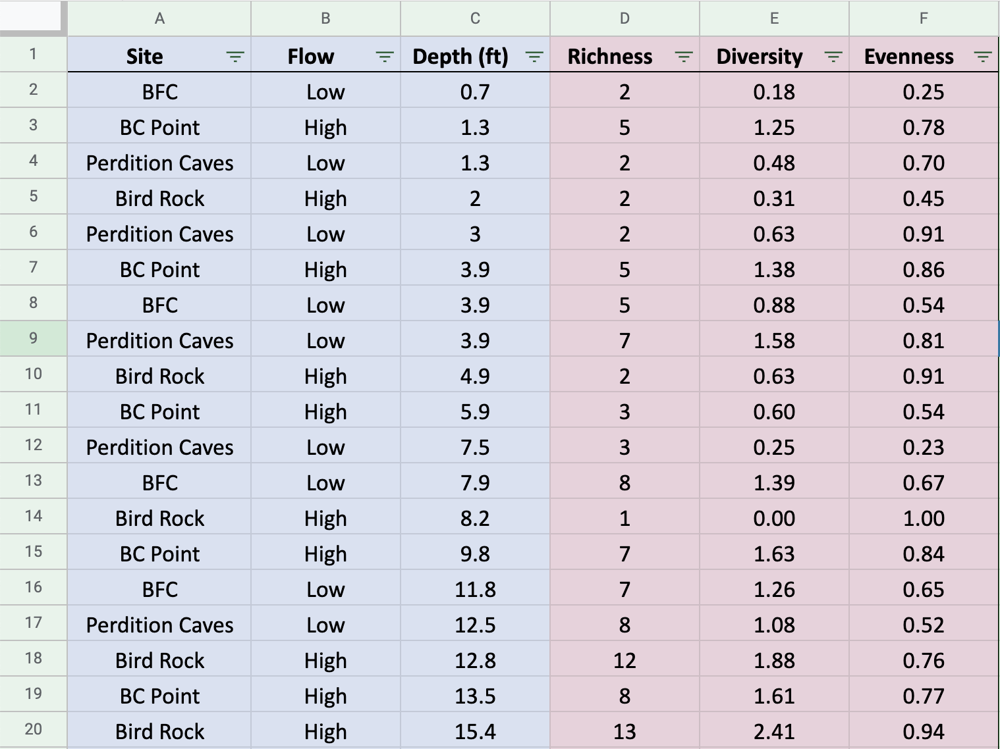 A B C D E F
1 Site Flow Depth (ft) Richness Diversity Evenness
2 BFC Low 0.7 2 0.18 0.25
3 BC Point High 1.3 5 1.25 0.78
4 Perdition Caves Low 1.3 2 0.48 0.70
5 Bird Rock High 2 2 0.31 0.45
6 Perdition Caves Low 3 2 0.63 0.91
7 BC Point High 3.9 5 1.38 0.86
8 BFC Low 3.9 5 0.88 0.54
9 Perdition Caves Low 3.9 7 1.58 0.81
10 Bird Rock High 4.9 2 0.63 0.91
11 BC Point High 5.9 3 0.60 0.54
12 Perdition Caves Low 7.5 3 0.25 0.23
13 BFC Low 7.9 8 1.39 0.67
14 Bird Rock High 8.2 1 0.00 1.00
15 BC Point High 9.8 7 1.63 0.84
16 BFC Low 11.8 7 1.26 0.65
17 Perdition Caves Low 12.5 8 1.08 0.52
18 Bird Rock High 12.8 12 1.88 0.76
19 BC Point High 13.5 8 1.61 0.77
20 Bird Rock High 15.4 13 2.41 0.94